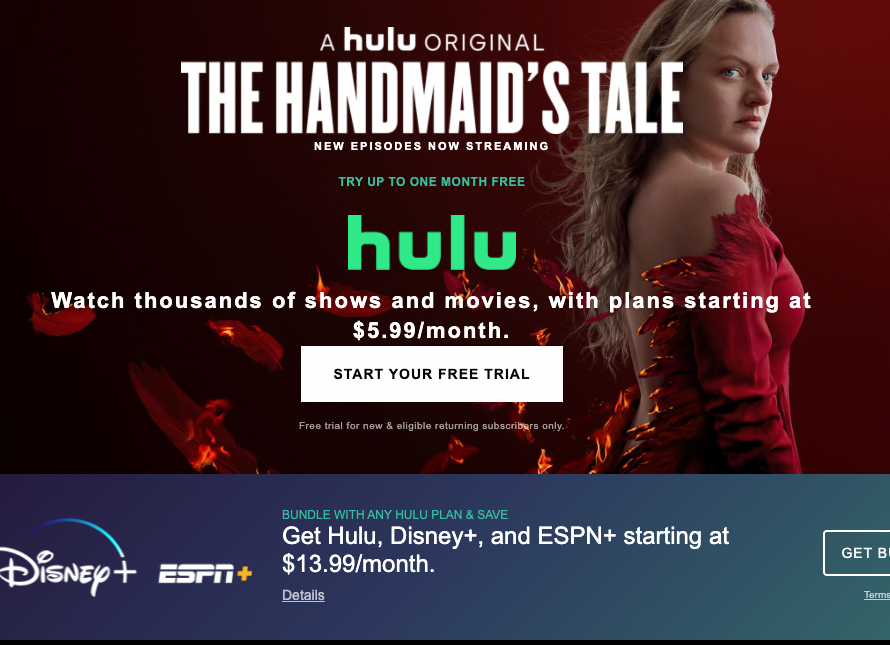 A hulu ORIGINAL
THE HANDMAID'S TALE
NEW EPISODES NOW STREAMING
TRY UP TO ONE MONTH FREE
hulu
Watch thousands of shows and movies, with plans starting at
$5.99/month.
START YOUR FREE TRIAL
Free trial for new & eligible returning subscribers only.
Disney+
ESPN+
BUNDLE WITH ANY HULU PLAN & SAVE
Get Hulu, Disney+, and ESPN+ starting at
$13.99/month.
Details
GET BU
Terms